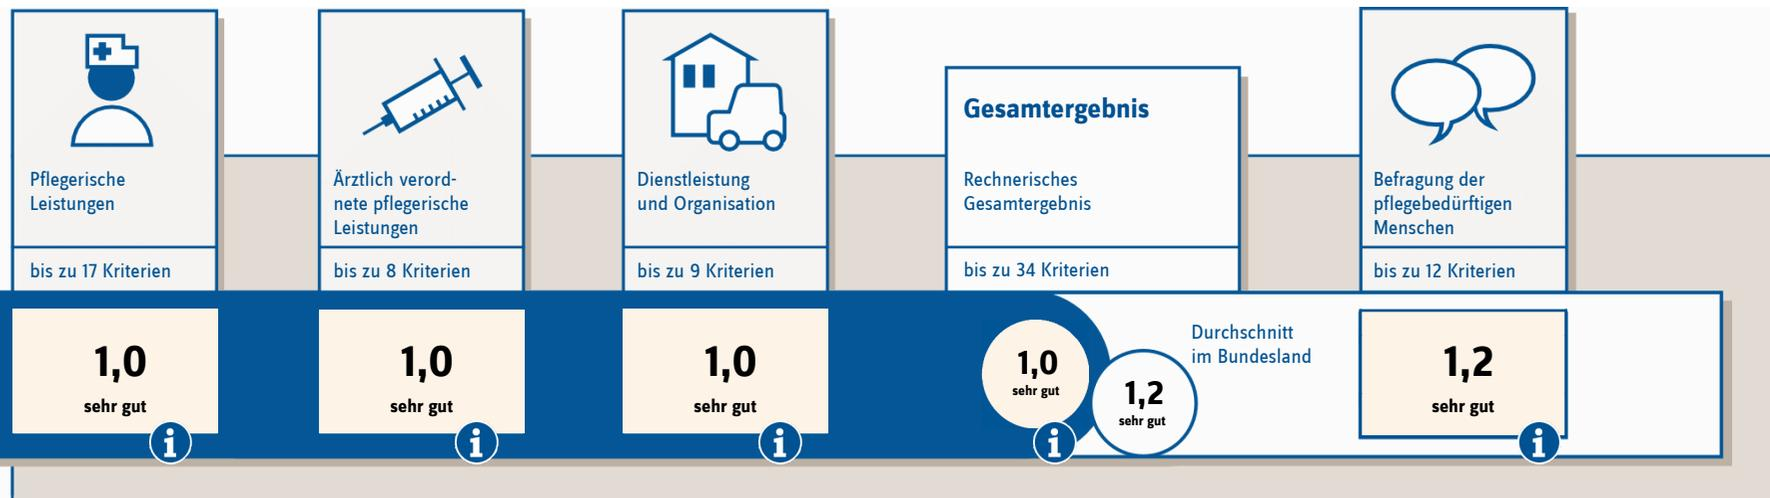 Pflegerische
Leistungen
bis zu 17 Kriterien
1,0
sehr gut
Ärztlich verord-
nete pflegerische
Leistungen
bis zu 8 Kriterien
1,0
sehr gut
Dienstleistung
und Organisation
bis zu 9 Kriterien
1,0
sehr gut
Gesamtergebnis
Rechnerisches
Gesamtergebnis
bis zu 34 Kriterien
1,0
sehr gut
1,2
sehr gut
Durchschnitt
im Bundesland
Befragung der
pflegebedürftigen
Menschen
bis zu 12 Kriterien
1,2
sehr gut